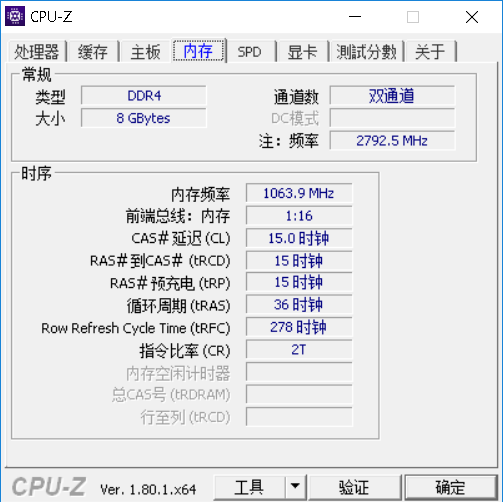 CPU-Z
处理器 缓存 主板 内存 SPD 显卡 測試分數 关于
常规
类型 DDR4 通道数 双通道
大小 8 GBytes DC模式
注：频率 2792.5 MHz
时序
内存频率 1063.9 MHz
前端总线：内存 1:16
CAS# 延迟 (CL) 15.0 时钟
RAS# 到CAS# (tRCD) 15 时钟
RAS# 预充电 (tRP) 15 时钟
循环周期 (tRAS) 36 时钟
Row Refresh Cycle Time (tRFC) 278 时钟
指令比率 (CR) 2T
内存空闲计时器
总CAS号 (tRDRAM)
行至列 (tRCD)
CPU-Z Ver. 1.80.1.x64 工具 验证 确定